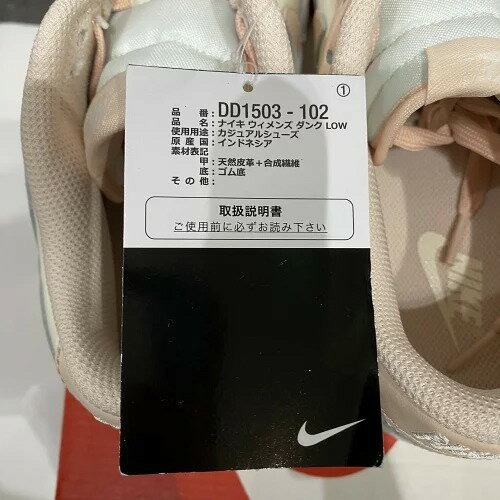 ①
品 番: DD1503 - 102
品 名: ナイキ ウィメンズ ダンク LOW
使用用途: カジュアルシューズ
原 産 国: インドネシア
素材表記
甲: 天然皮革＋合成繊維
底: ゴム底
そ の 他:
取扱説明書
ご使用前に必ずお読み下さい
NIKE